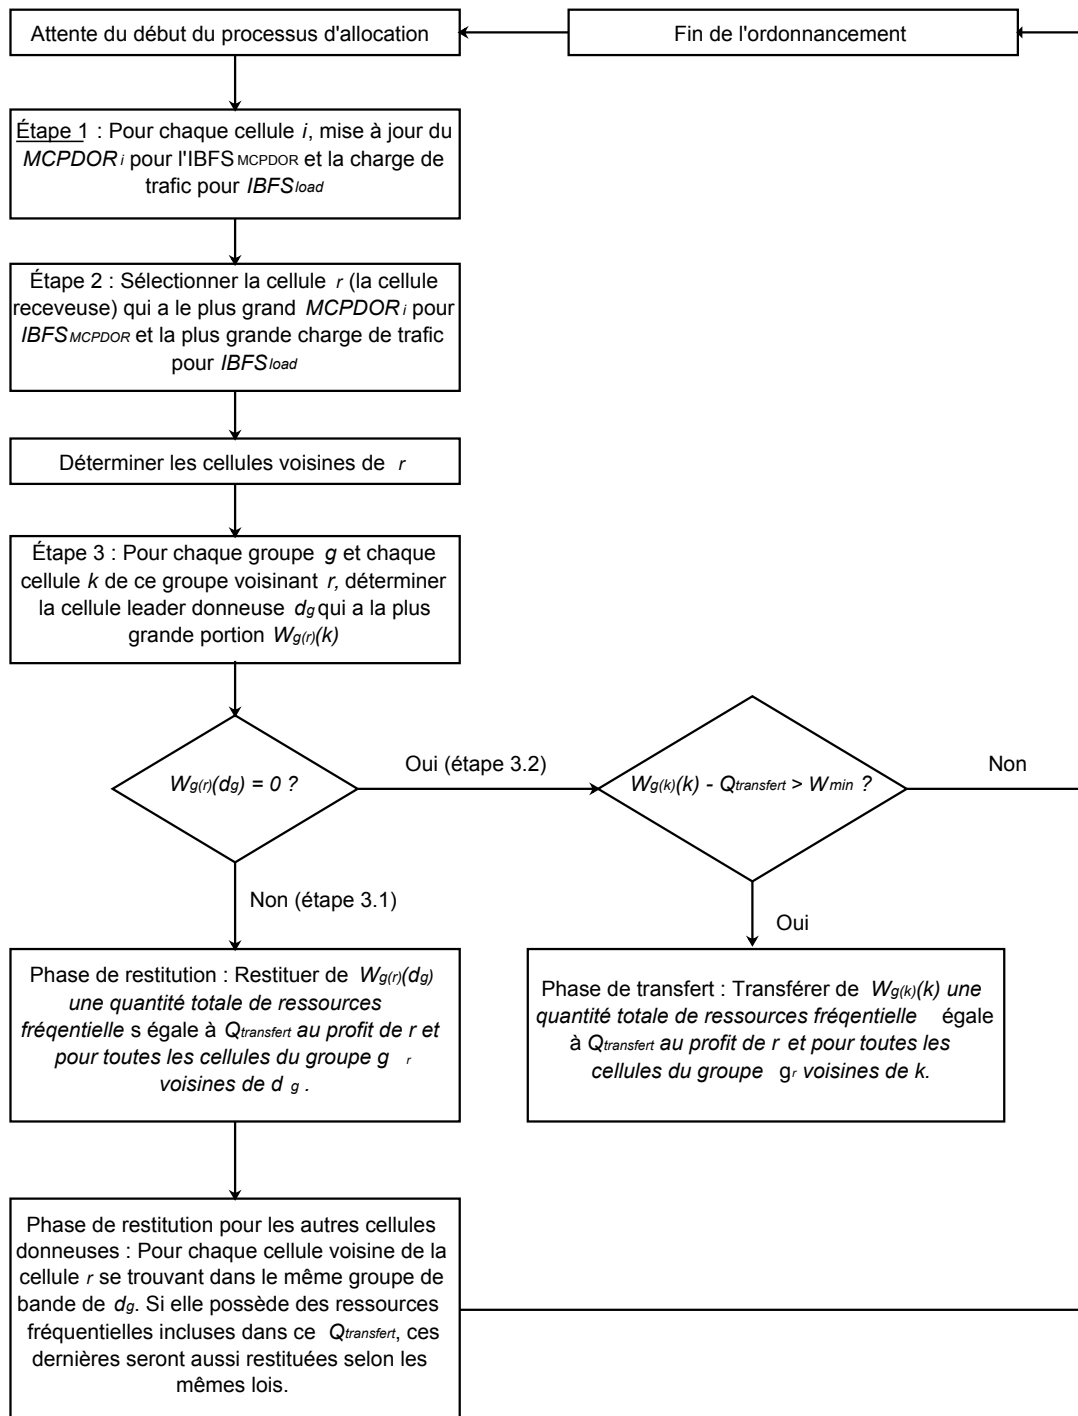 Attente du début du processus d'allocation
Fin de l'ordonnancement
Étape 1 : Pour chaque cellule i, mise à jour du
MCPDOR i pour l'IBFS MCPDOR et la charge de
trafic pour IBFS load
Étape 2 : Sélectionner la cellule r (la cellule
receveuse) qui a le plus grand MCPDOR i pour
IBFS MCPDOR et la plus grande charge de trafic
pour IBFS load
Déterminer les cellules voisines de r
Étape 3 : Pour chaque groupe g et chaque
cellule k de ce groupe voisinant r, déterminer
la cellule leader donneuse dg qui a la plus
grande portion Wg(r)(k)
Wg(r)(dg) = 0 ?
Oui (étape 3.2)
Wg(k)(k) - Qtransfert > Wmin ?
Non
Non (étape 3.1)
Oui
Phase de restitution : Restituer de Wg(r)(dg)
une quantité totale de ressources
fréqentielle s égale à Qtransfert au profit de r et
pour toutes les cellules du groupe g r
voisines de d g .
Phase de transfert : Transférer de Wg(k)(k) une
quantité totale de ressources fréqentielle égale
à Qtransfert au profit de r et pour toutes les
cellules du groupe gr voisines de k.
Phase de restitution pour les autres cellules
donneuses : Pour chaque cellule voisine de la
cellule r se trouvant dans le même groupe de
bande de dg. Si elle possède des ressources
fréquentielles incluses dans ce Qtransfert, ces
dernières seront aussi restituées selon les
mêmes lois.